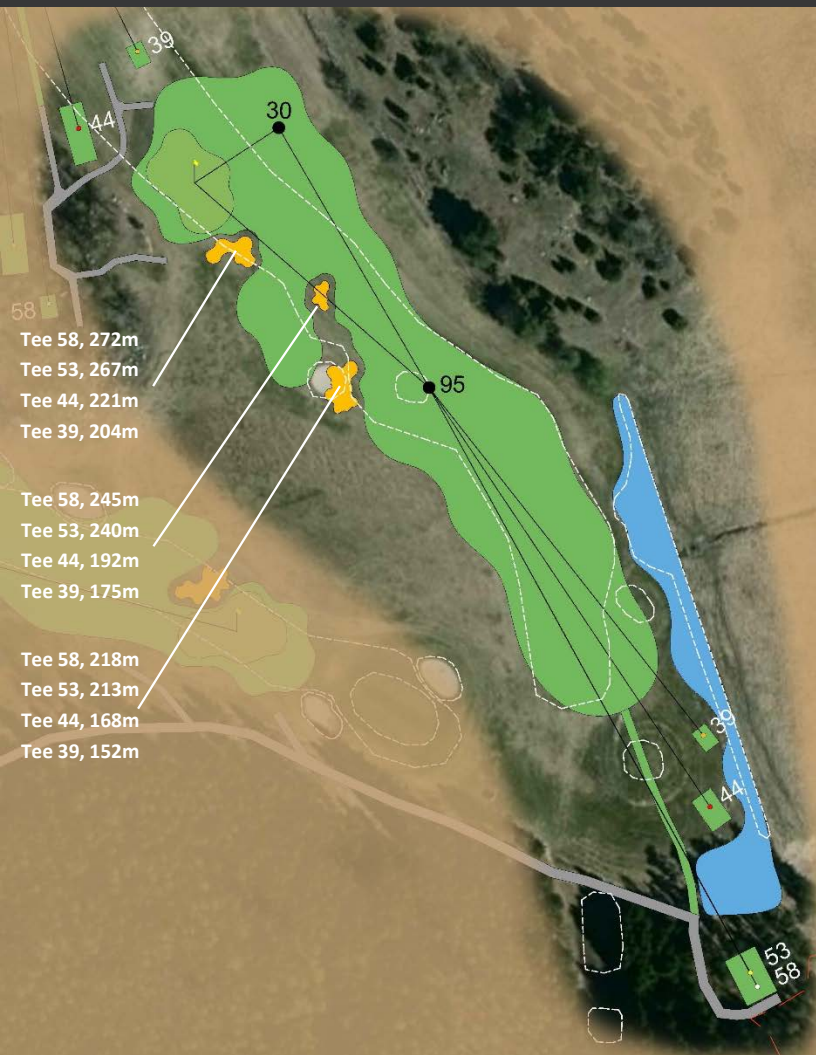 39
44
30
58
Tee 58, 272m
Tee 53, 267m
Tee 44, 221m
Tee 39, 204m
95
Tee 58, 245m
Tee 53, 240m
Tee 44, 192m
Tee 39, 175m
Tee 58, 218m
Tee 53, 213m
Tee 44, 168m
Tee 39, 152m
39
44
53
58